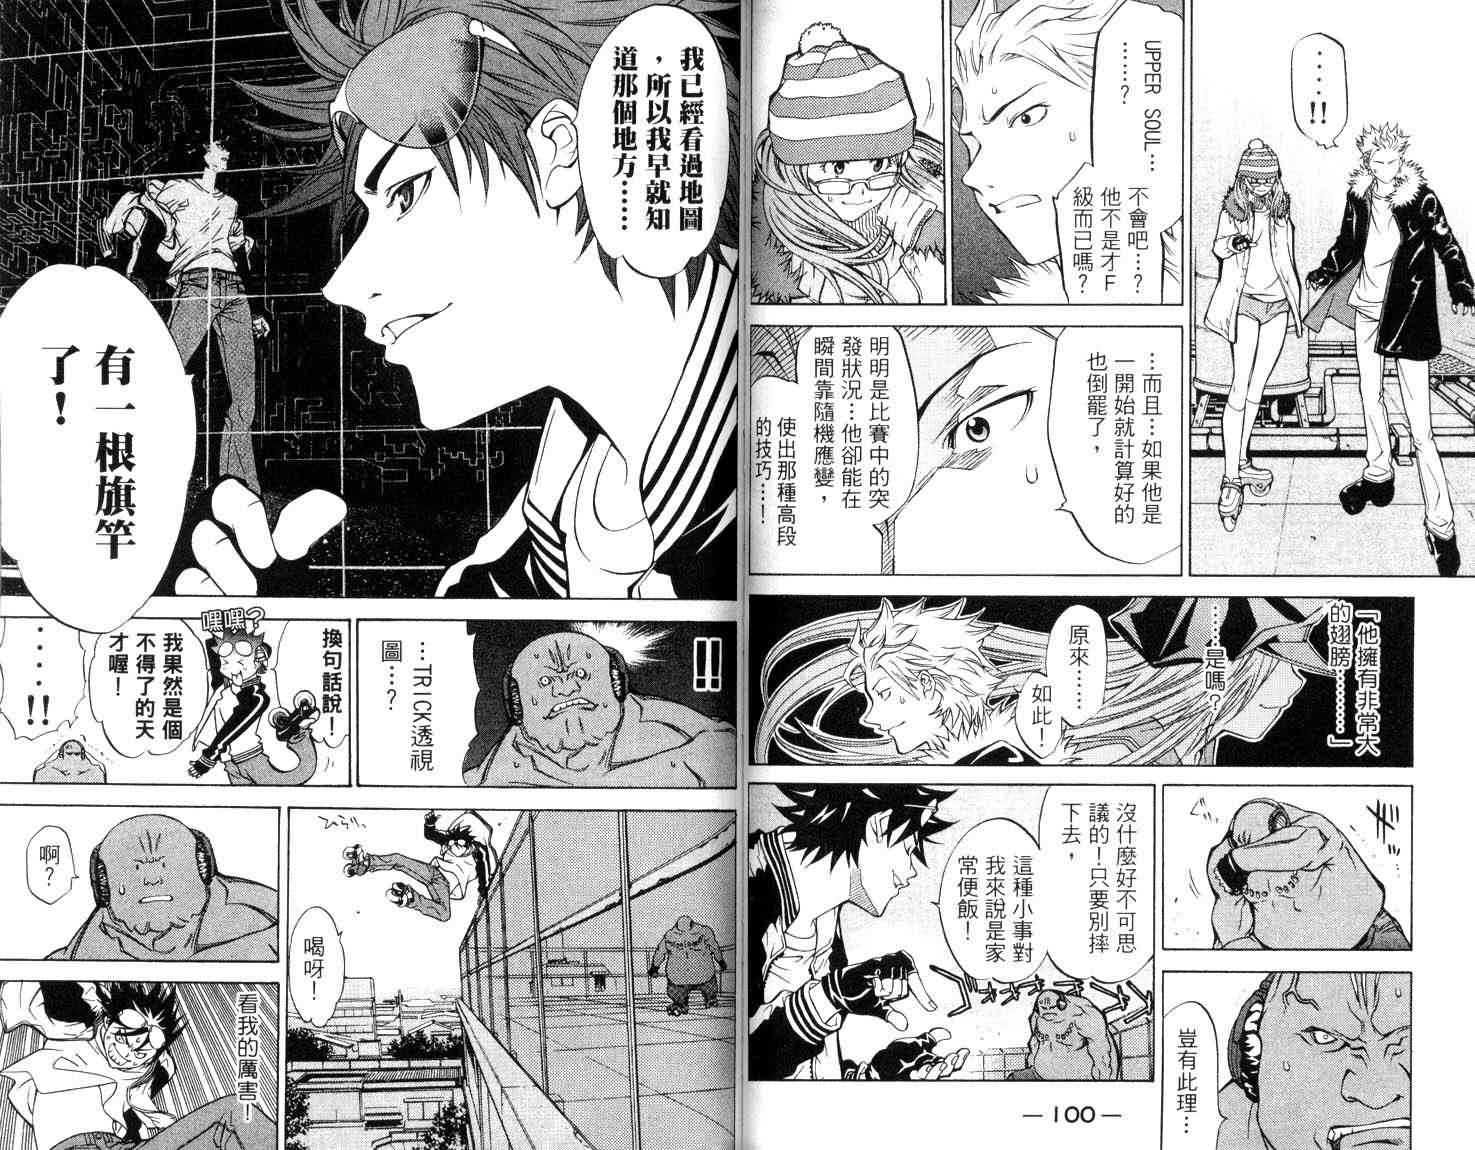 ……!!
UPPER SOUL…
……?
不會吧…?
他不是才F
級而已嗎?
…而且…如果他是
一開始就計算好的
也倒罷了,
明明是比賽中的突
發狀況…他卻能在
瞬間靠隨機應變,
使出那種高段
的技巧…!
「他擁有非常大
的翅膀………」
……是嗎?
原來……
如此!
沒什麼好不可思
議的!只要別摔
下去,
這種小事對
我來說是家
常便飯!
豈有此理…
— 100 —
我已經看過地圖
,所以我早就知
道那個地方……
有一根旗竿
了!
!!
…TRICK透視
圖…?
換句話說!
嘿嘿?
我果然是個
不得了的天
才喔!
……!!
喝呀!
啊?
看我的厲害!